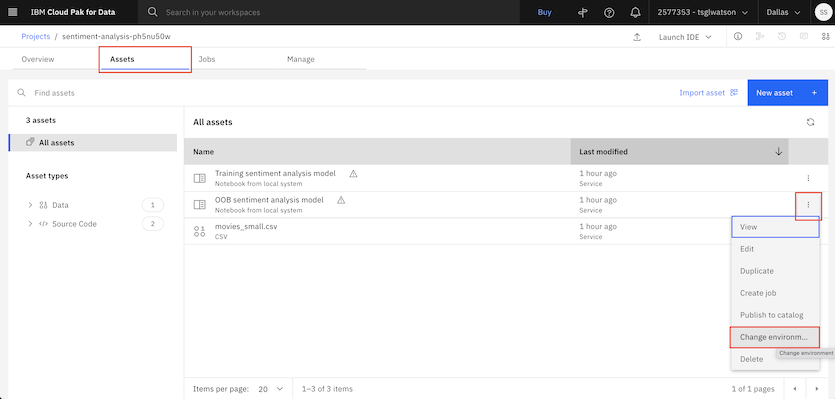 IBM Cloud Pak for Data
Search in your workspaces
Buy
2577353 - tsglwatson
Dallas
SS
Projects / sentiment-analysis-ph5nu50w
Launch IDE
Overview
Assets
Jobs
Manage
Find assets
Import asset
New asset +
3 assets
All assets
Asset types
Data
1
Source Code
2
All assets
Name
Last modified
Training sentiment analysis model
Notebook from local system
1 hour ago
Service
OOB sentiment analysis model
Notebook from local system
1 hour ago
Service
movies_small.csv
CSV
1 hour ago
Service
View
Edit
Duplicate
Create job
Publish to catalog
Change environm...
Change environment
Delete
Items per page: 20
1–3 of 3 items
1 of 1 pages